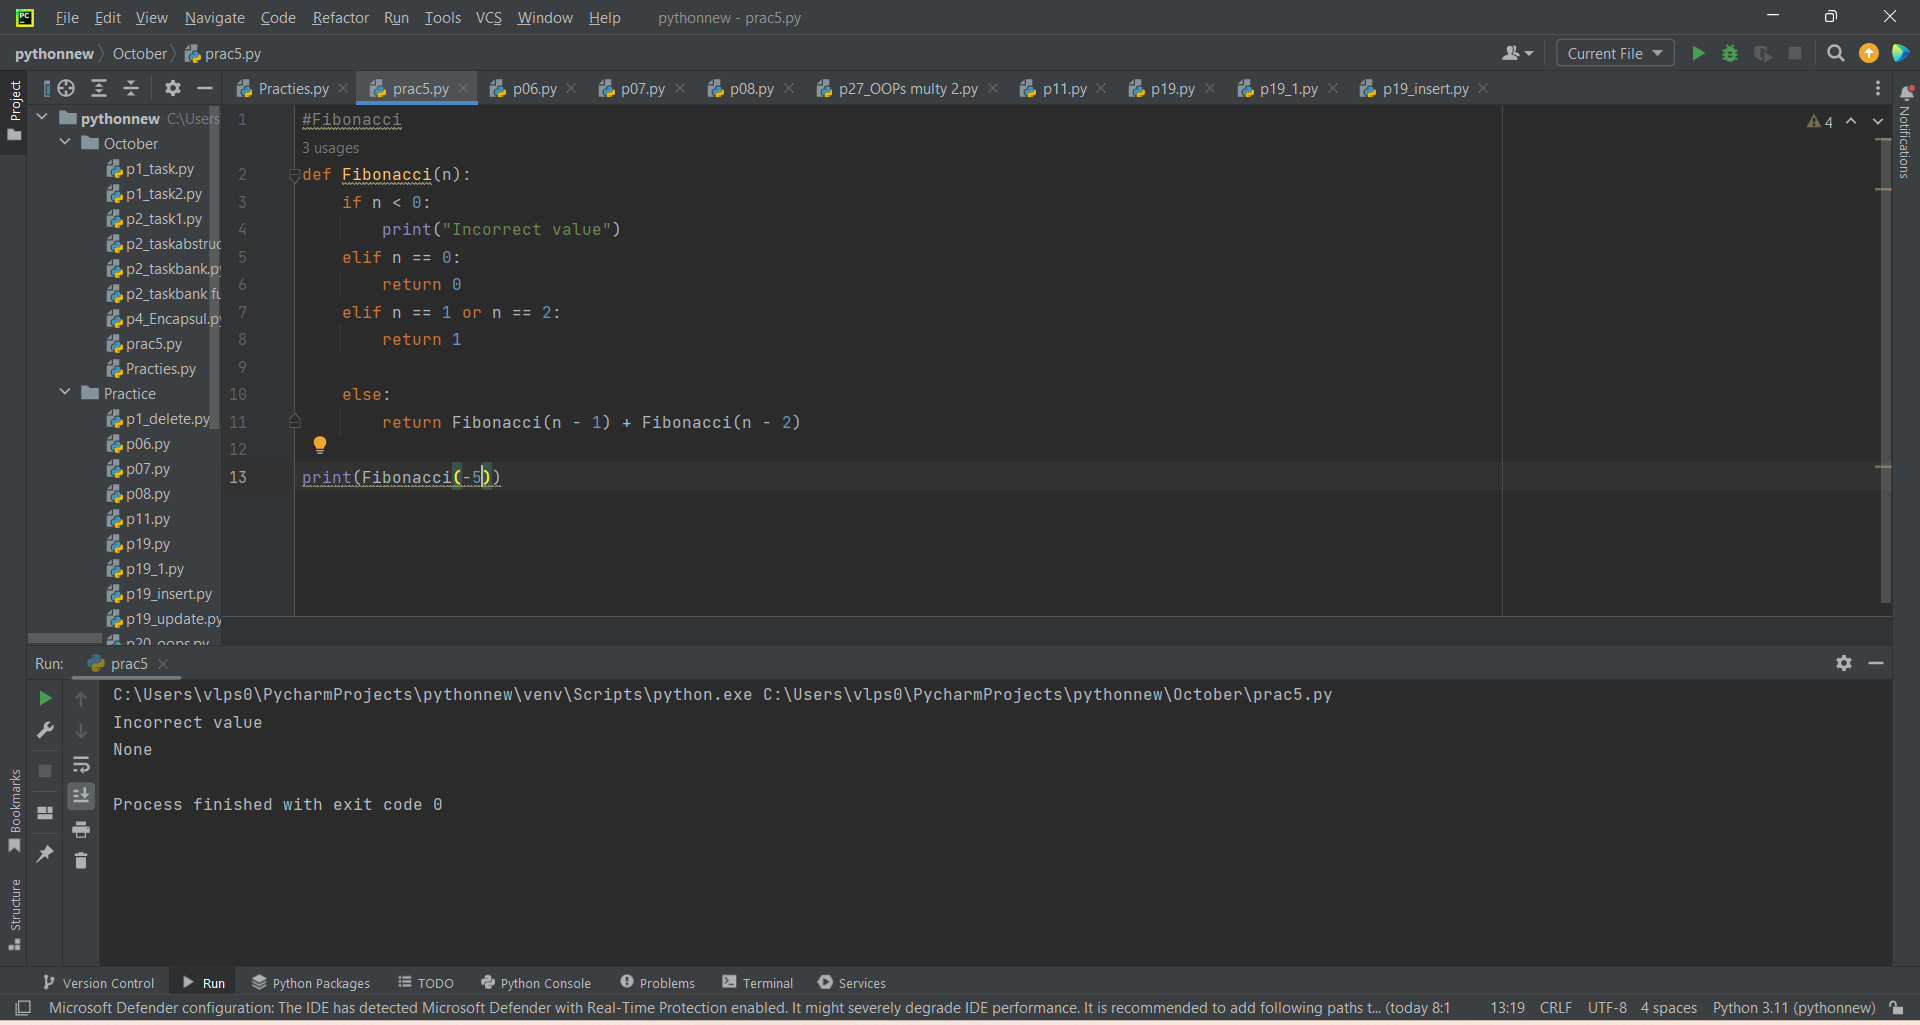 PC File Edit View Navigate Code Refactor Run Tools VCS Window Help pythonnew - prac5.py
pythonnew October prac5.py Current File
Project Practies.py prac5.py p06.py p07.py p08.py p27_OOPs multy 2.py p11.py p19.py p19_1.py p19_insert.py
pythonnew C:\Users
October
p1_task.py
p1_task2.py
p2_task1.py
p2_taskabstruc
p2_taskbank.py
p2_taskbank fu
p4_Encapsul.py
prac5.py
Practies.py
Practice
p1_delete.py
p06.py
p07.py
p08.py
p11.py
p19.py
p19_1.py
p19_insert.py
p19_update.py
p20_oops.py
1 #Fibonacci
3 usages
2 def Fibonacci(n):
3 if n < 0:
4 print("Incorrect value")
5 elif n == 0:
6 return 0
7 elif n == 1 or n == 2:
8 return 1
9
10 else:
11 return Fibonacci(n - 1) + Fibonacci(n - 2)
12
13 print(Fibonacci(-5))
4
Notifications
Run: prac5
C:\Users\vlps0\PycharmProjects\pythonnew\venv\Scripts\python.exe C:\Users\vlps0\PycharmProjects\pythonnew\October\prac5.py
Incorrect value
None
Process finished with exit code 0
Bookmarks
Structure
Version Control Run Python Packages TODO Python Console Problems Terminal Services
Microsoft Defender configuration: The IDE has detected Microsoft Defender with Real-Time Protection enabled. It might severely degrade IDE performance. It is recommended to add following paths t... (today 8:1 13:19 CRLF UTF-8 4 spaces Python 3.11 (pythonnew)